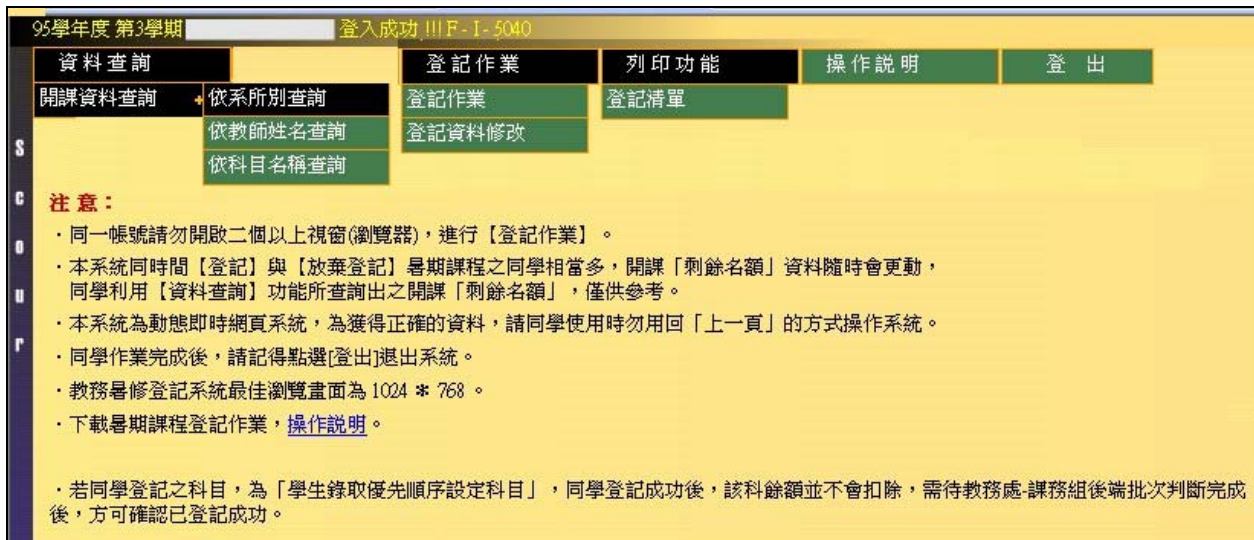 95學年度 第3學期 登入成功 !!! F - I - 5040
資 料 查 詢 登 記 作 業 列 印 功 能 操 作 説 明 登 出
開課資料查詢 依系所別查詢 登記作業 登記清單
依教師姓名查詢 登記資料修改
依科目名稱查詢
S c o u r
注 意：
・同一帳號請勿開啟二個以上視窗(瀏覽器)，進行【登記作業】。
・本系統同時間【登記】與【放棄登記】暑期課程之同學相當多，開課「剩餘名額」資料隨時會更動，
同學利用【資料查詢】功能所查詢出之開課「剩餘名額」，僅供參考。
・本系統為動態即時網頁系統，為獲得正確的資料，請同學使用時勿用回「上一頁」的方式操作系統。
・同學作業完成後，請記得點選[登出]退出系統。
・教務暑修登記系統最佳瀏覽畫面為 1024 * 768 。
・下載暑期課程登記作業，操作説明。
・若同學登記之科目，為「學生錄取優先順序設定科目」，同學登記成功後，該科餘額並不會扣除，需待教務處-課務組後端批次判斷完成
後，方可確認已登記成功。